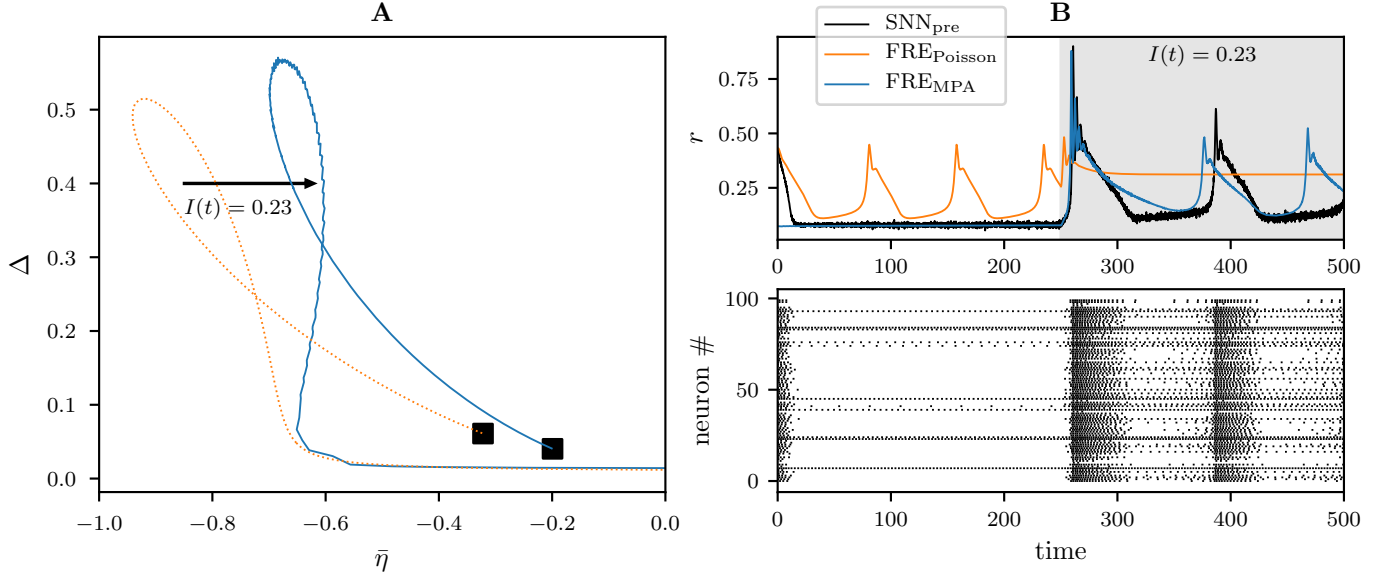 A
Δ
0.5
0.4
0.3
0.2
0.1
0.0
I(t) = 0.23
−1.0 −0.8 −0.6 −0.4 −0.2 0.0
η̄
B
SNN_pre
FRE_Poisson
FRE_MPA
I(t) = 0.23
r
0.75
0.50
0.25
0 100 200 300 400 500
neuron #
100
50
0
0 100 200 300 400 500
time